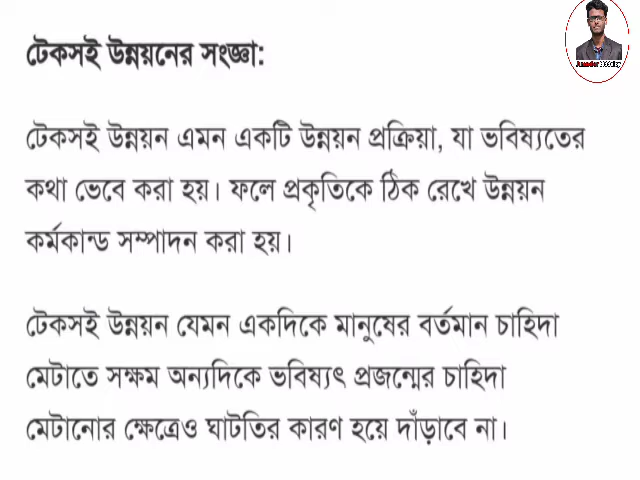 টেকসই উন্নয়নের সংজ্ঞা:
টেকসই উন্নয়ন এমন একটি উন্নয়ন প্রক্রিয়া, যা ভবিষ্যতের
কথা ভেবে করা হয়। ফলে প্রকৃতিকে ঠিক রেখে উন্নয়ন
কর্মকান্ড সম্পাদন করা হয়।
টেকসই উন্নয়ন যেমন একদিকে মানুষের বর্তমান চাহিদা
মেটাতে সক্ষম অন্যদিকে ভবিষ্যৎ প্রজন্মের চাহিদা
মেটানোর ক্ষেত্রেও ঘাটতির কারণ হয়ে দাঁড়াবে না।